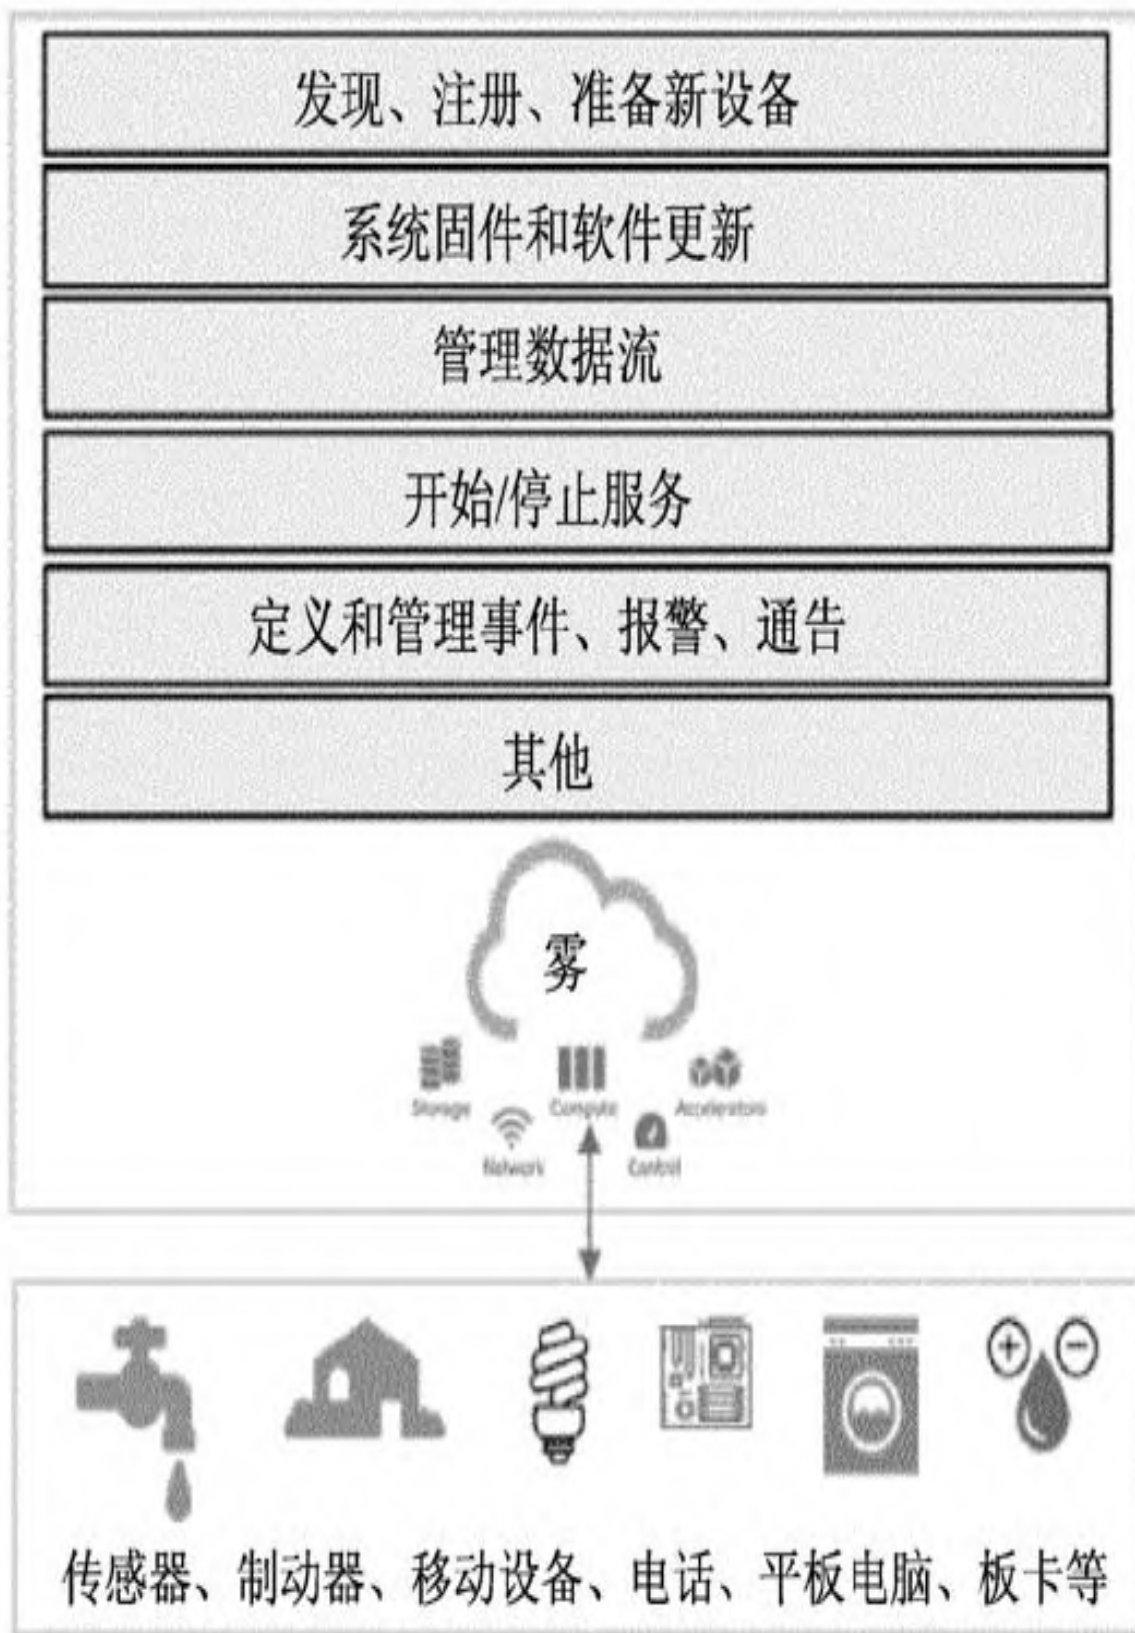 发现、注册、准备新设备
系统固件和软件更新
管理数据流
开始/停止服务
定义和管理事件、报警、通告
其他
雾
Storage
Compute
Accelerators
Network
Control
传感器、制动器、移动设备、电话、平板电脑、板卡等